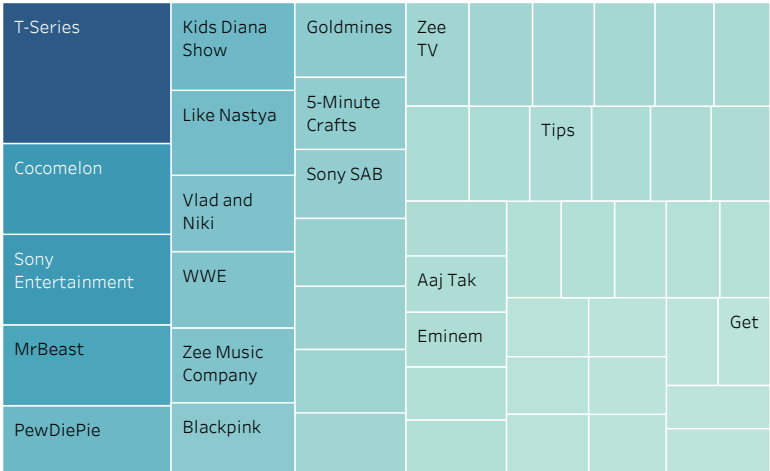 T-Series
Cocomelon
Sony
Entertainment
MrBeast
PewDiePie
Kids Diana
Show
Like Nastya
Vlad and
Niki
WWE
Zee Music
Company
Blackpink
Goldmines
5-Minute
Crafts
Sony SAB
Zee
TV
Tips
Aaj Tak
Eminem
Get